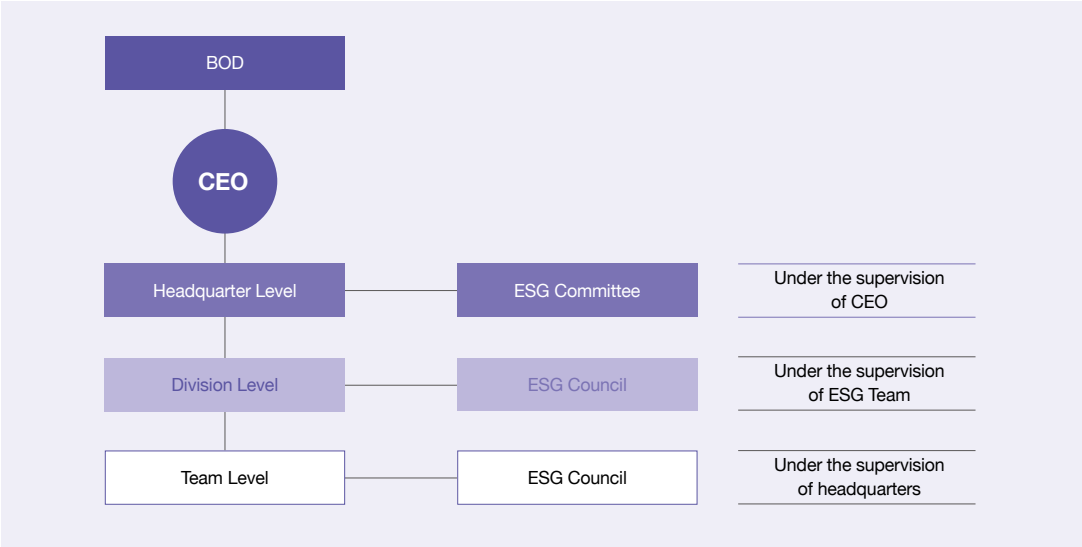 BOD
CEO
Headquarter Level
ESG Committee
Under the supervision
of CEO
Division Level
ESG Council
Under the supervision
of ESG Team
Team Level
ESG Council
Under the supervision
of headquarters